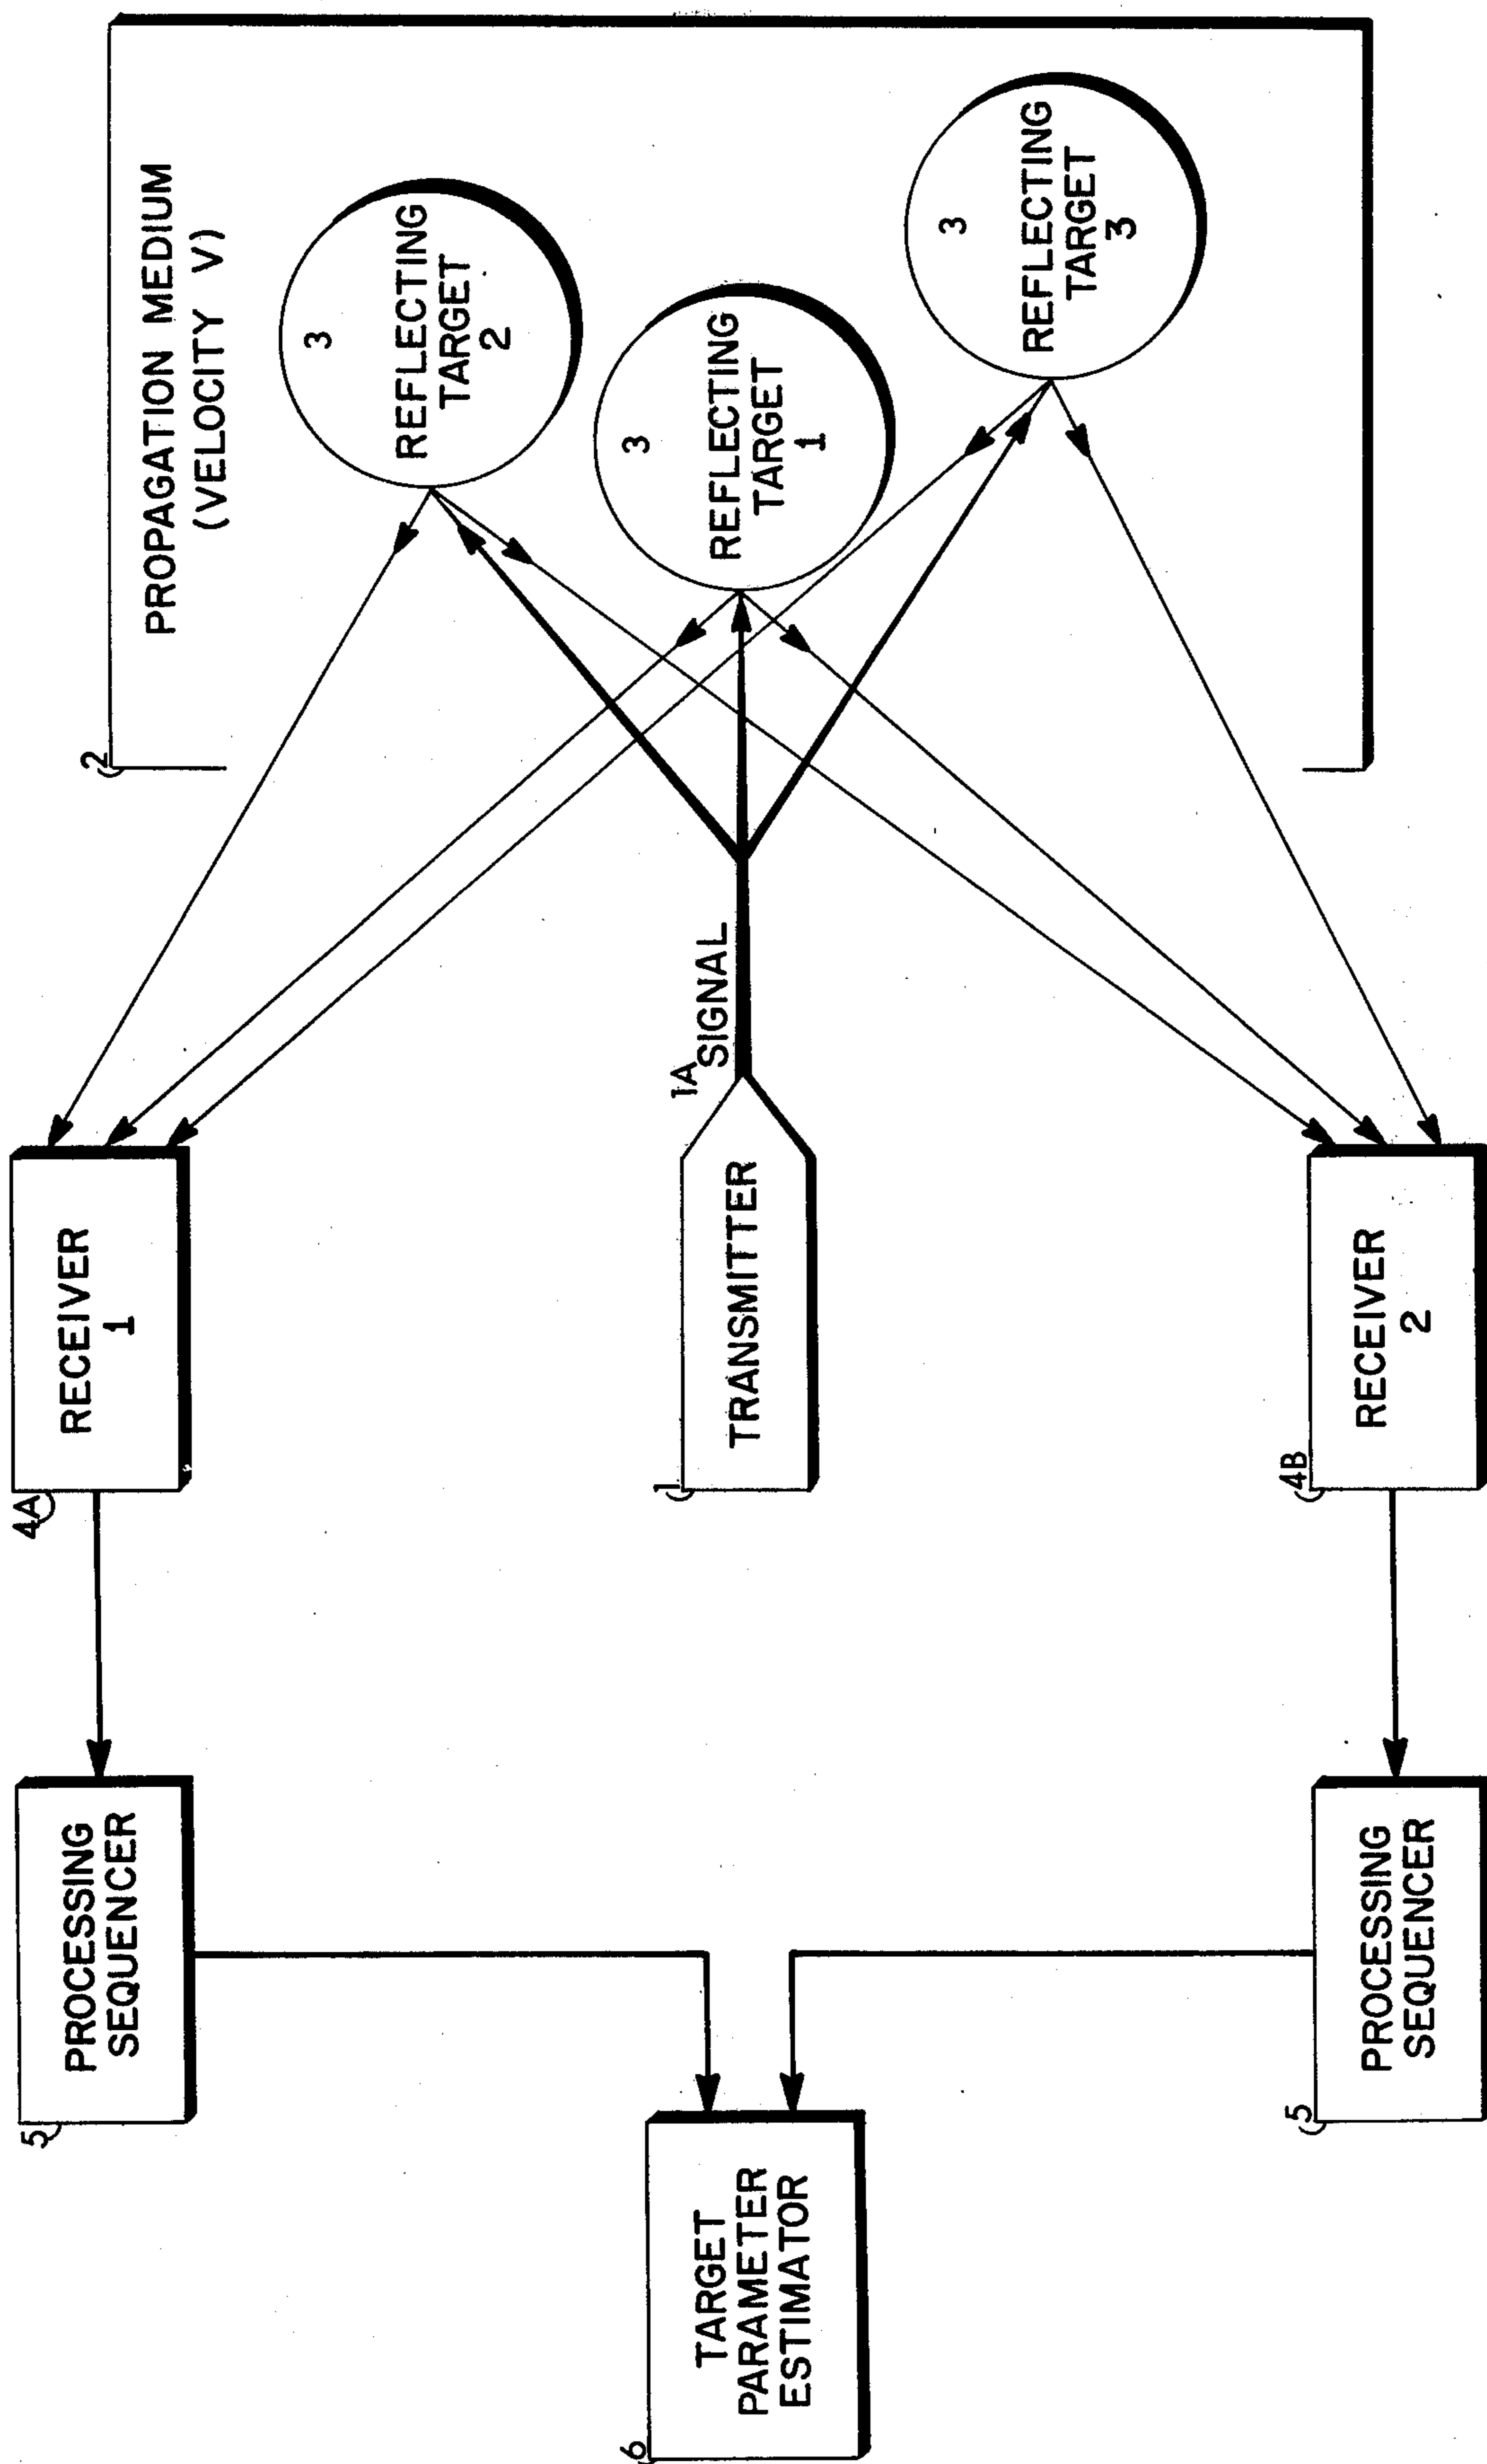 2
PROPAGATION MEDIUM
(VELOCITY V)
3
REFLECTING
TARGET
2
3
REFLECTING
TARGET
1
3
REFLECTING
TARGET
3
4A
RECEIVER
1
1
TRANSMITTER
1A
SIGNAL
4B
RECEIVER
2
5
PROCESSING
SEQUENCER
5
PROCESSING
SEQUENCER
6
TARGET
PARAMETER
ESTIMATOR